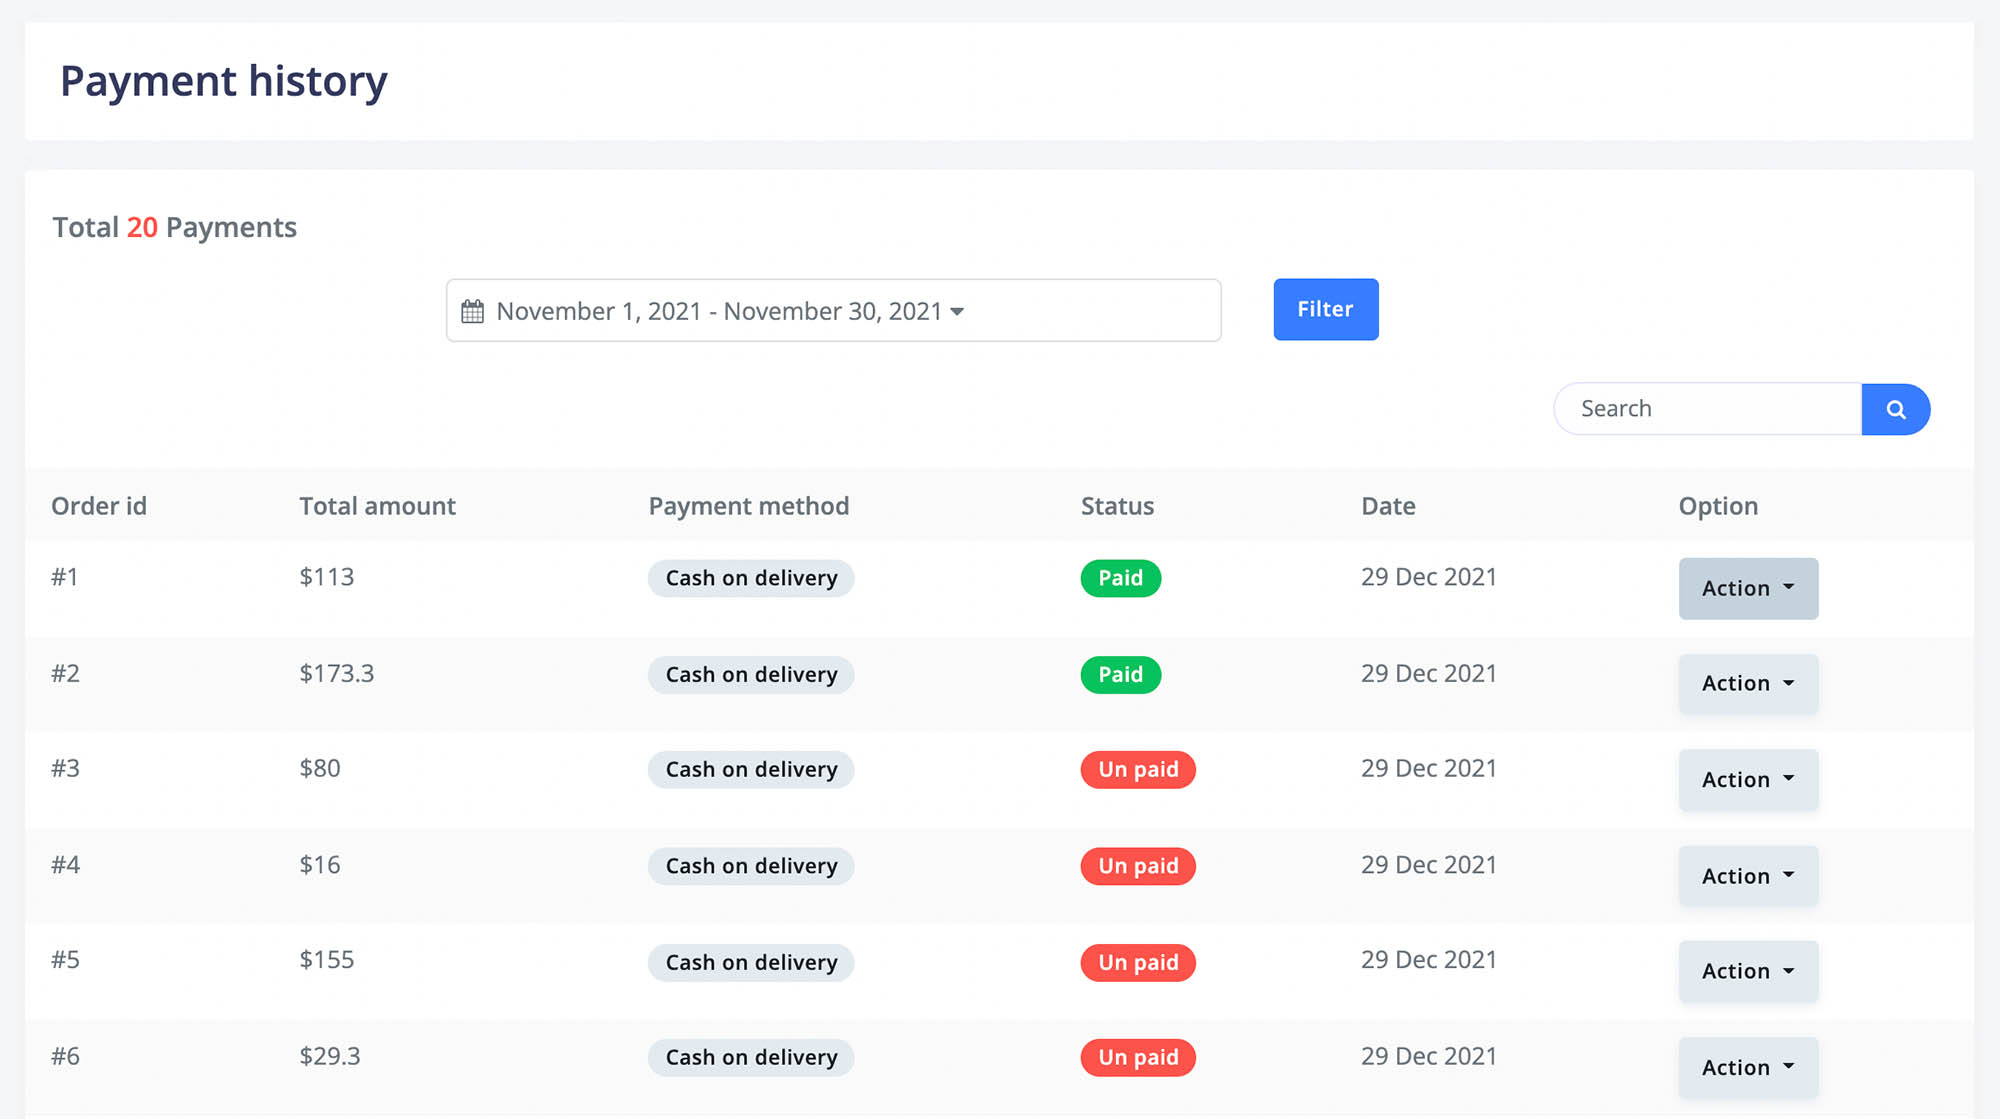 Payment history
Total 20 Payments
November 1, 2021 - November 30, 2021
Filter
Search
Order id Total amount Payment method Status Date Option
#1 $113 Cash on delivery Paid 29 Dec 2021 Action
#2 $173.3 Cash on delivery Paid 29 Dec 2021 Action
#3 $80 Cash on delivery Un paid 29 Dec 2021 Action
#4 $16 Cash on delivery Un paid 29 Dec 2021 Action
#5 $155 Cash on delivery Un paid 29 Dec 2021 Action
#6 $29.3 Cash on delivery Un paid 29 Dec 2021 Action